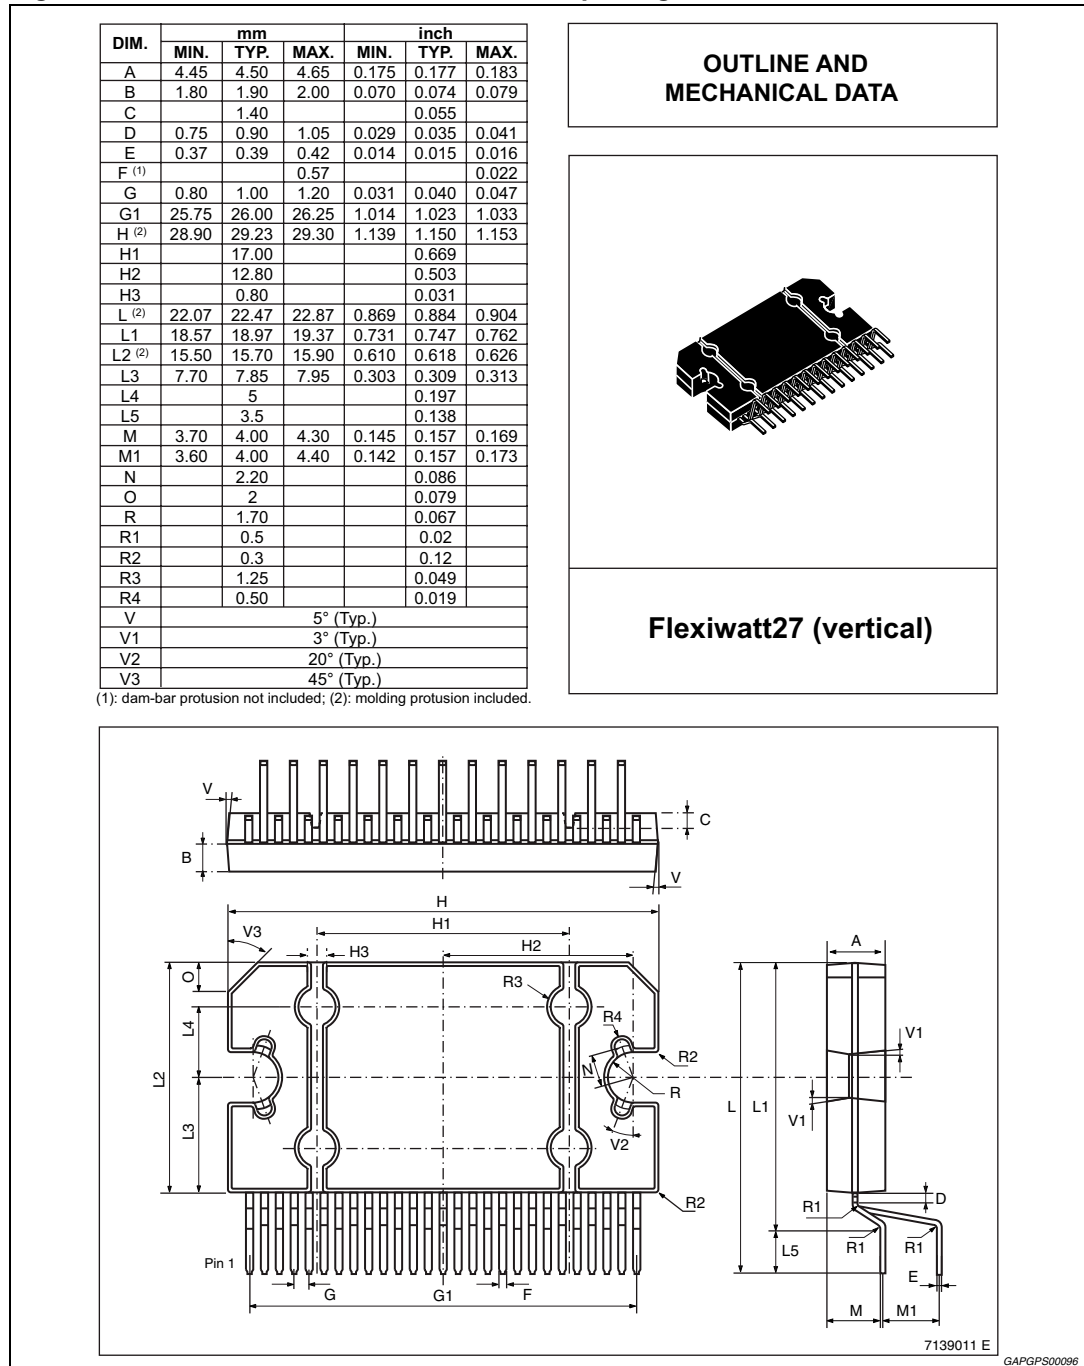 DIM. mm inch
MIN. TYP. MAX. MIN. TYP. MAX.
A 4.45 4.50 4.65 0.175 0.177 0.183
B 1.80 1.90 2.00 0.070 0.074 0.079
C 1.40 0.055
D 0.75 0.90 1.05 0.029 0.035 0.041
E 0.37 0.39 0.42 0.014 0.015 0.016
F (1) 0.57 0.022
G 0.80 1.00 1.20 0.031 0.040 0.047
G1 25.75 26.00 26.25 1.014 1.023 1.033
H (2) 28.90 29.23 29.30 1.139 1.150 1.153
H1 17.00 0.669
H2 12.80 0.503
H3 0.80 0.031
L (2) 22.07 22.47 22.87 0.869 0.884 0.904
L1 18.57 18.97 19.37 0.731 0.747 0.762
L2 (2) 15.50 15.70 15.90 0.610 0.618 0.626
L3 7.70 7.85 7.95 0.303 0.309 0.313
L4 5 0.197
L5 3.5 0.138
M 3.70 4.00 4.30 0.145 0.157 0.169
M1 3.60 4.00 4.40 0.142 0.157 0.173
N 2.20 0.086
O 2 0.079
R 1.70 0.067
R1 0.5 0.02
R2 0.3 0.12
R3 1.25 0.049
R4 0.50 0.019
V 5° (Typ.)
V1 3° (Typ.)
V2 20° (Typ.)
V3 45° (Typ.)
(1): dam-bar protusion not included; (2): molding protusion included.
OUTLINE AND
MECHANICAL DATA
Flexiwatt27 (vertical)
V
C
B
V
H
H1
V3
H3
H2
A
O
R3
L4
R4
V1
R2
L2
N
R
L
L1
V1
L3
V2
D
R2
R1
R1
R1
L5
Pin 1
E
G
G1
F
M
M1
7139011 E
GAPGPS00096